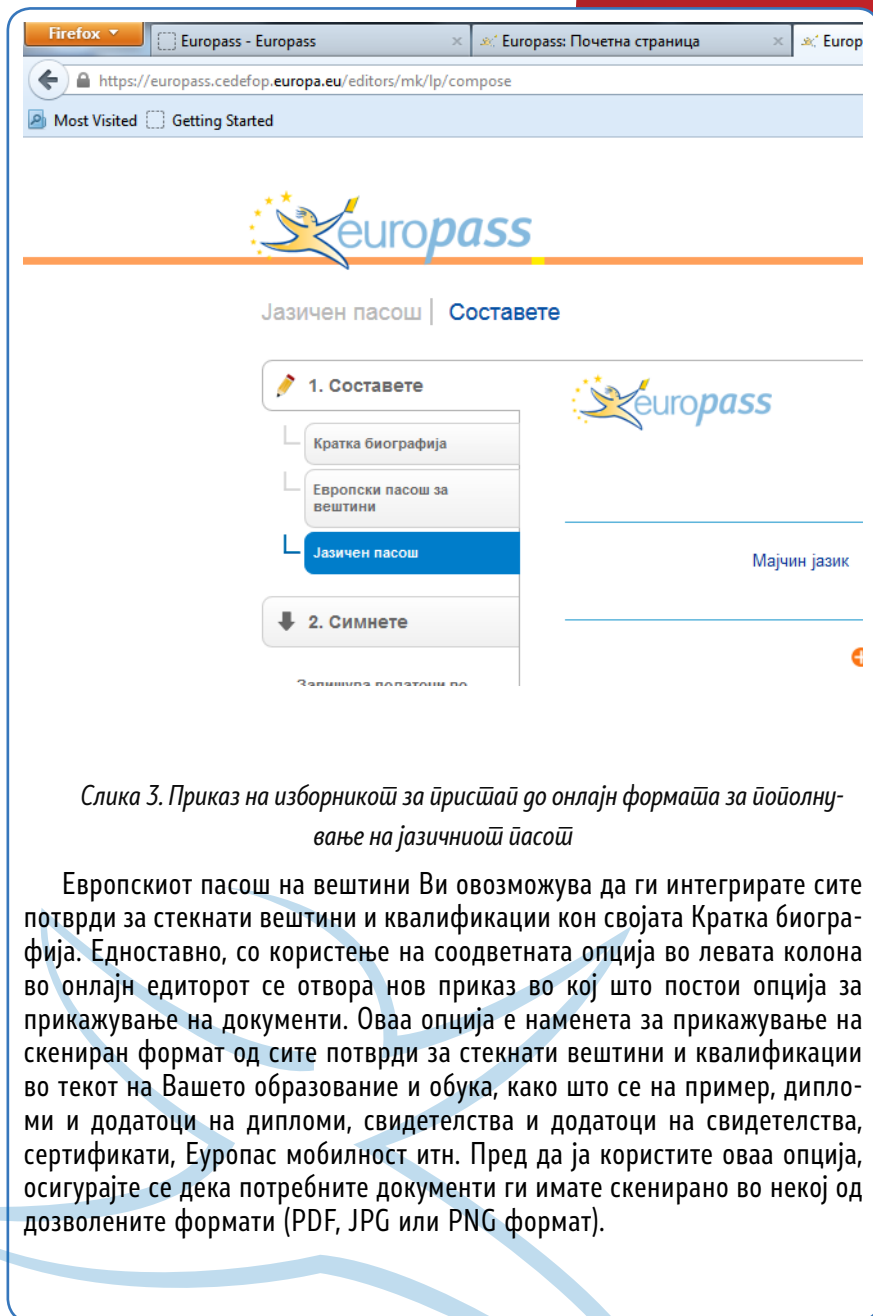 Firefox
Europass - Europass
Europass: Почетна страница
Europ
https://europass.cedefop.europa.eu/editors/mk/lp/compose
Most Visited
Getting Started
europass
Јазичен пасош | Составете
1. Составете
europass
Кратка биографија
Европски пасош за
вештини
Јазичен пасош
Мајчин јазик
2. Симнете
Запишува податоци во
Слика 3. Приказ на изборникот за пристап до онлајн формата за пополну-
вање на јазичниот пасот
Европскиот пасош на вештини Ви овозможува да ги интегрирате сите
потврди за стекнати вештини и квалификации кон својата Кратка биогра-
фија. Едноставно, со користење на соодветната опција во левата колона
во онлајн едиторот се отвора нов приказ во кој што постои опција за
прикажување на документи. Оваа опција е наменета за прикажување на
скениран формат од сите потврди за стекнати вештини и квалификации
во текот на Вашето образование и обука, како што се на пример, дипло-
ми и додатоци на дипломи, свидетелства и додатоци на свидетелства,
сертификати, Еуропас мобилност итн. Пред да ја користите оваа опција,
осигурајте се дека потребните документи ги имате скенирано во некој од
дозволените формати (PDF, JPG или PNG формат).